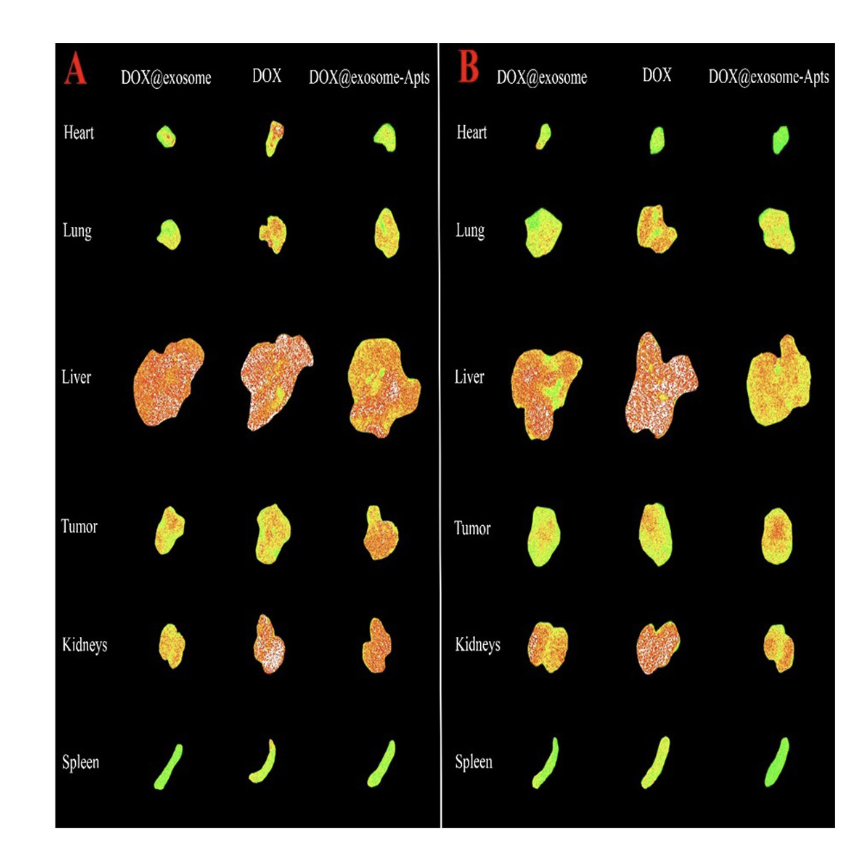 A
DOX@exosome DOX DOX@exosome-Apts
Heart
Lung
Liver
Tumor
Kidneys
Spleen
B
DOX@exosome DOX DOX@exosome-Apts
Heart
Lung
Liver
Tumor
Kidneys
Spleen